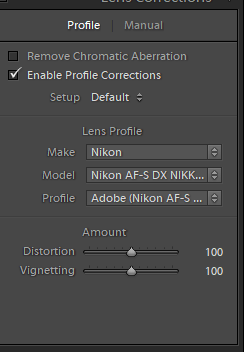 Lens Corrections
Profile | Manual
Remove Chromatic Aberration
Enable Profile Corrections
Setup Default
Lens Profile
Make Nikon
Model Nikon AF-S DX NIKK...
Profile Adobe (Nikon AF-S ...
Amount
Distortion 100
Vignetting 100